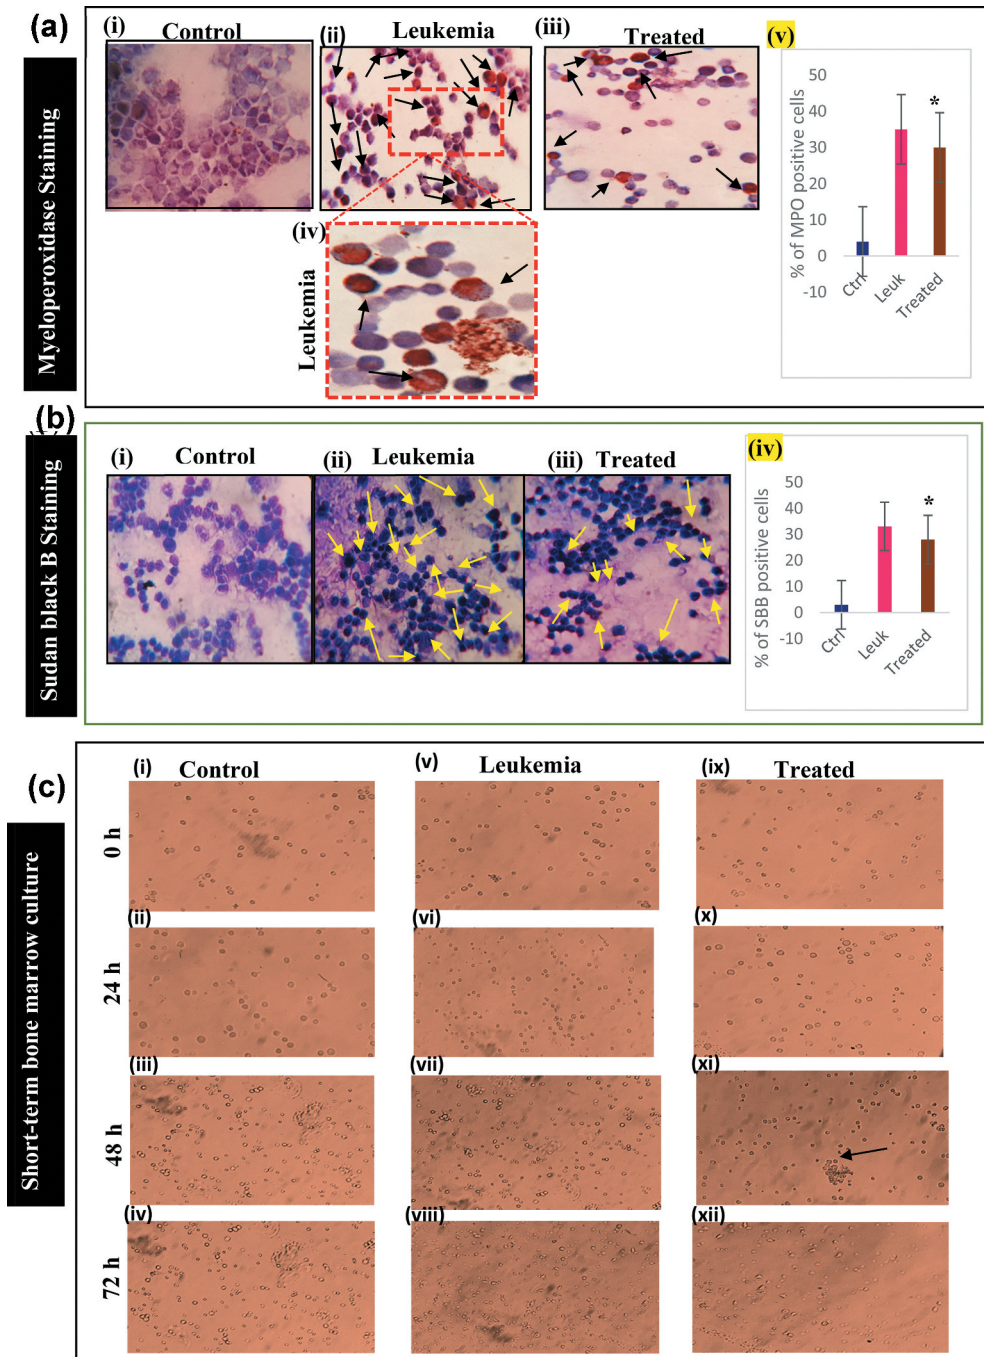 (a)
Myeloperoxidase Staining
(i)
Control
(ii)
Leukemia
(iii)
Treated
(iv)
Leukemia
(v)
% of MPO positive cells
50
40
30
20
10
0
-10
Ctrl
Leuk
Treated
*
(b)
Sudan black B Staining
(i)
Control
(ii)
Leukemia
(iii)
Treated
(iv)
% of SBB positive cells
50
40
30
20
10
0
-10
Ctrl
Leuk
Treated
*
(c)
Short-term bone marrow cuture
(i)
Control
(v)
Leukemia
(ix)
Treated
0 h
(ii)
(vi)
(x)
24 h
(iii)
(vii)
(xi)
48 h
(iv)
(viii)
(xii)
72 h